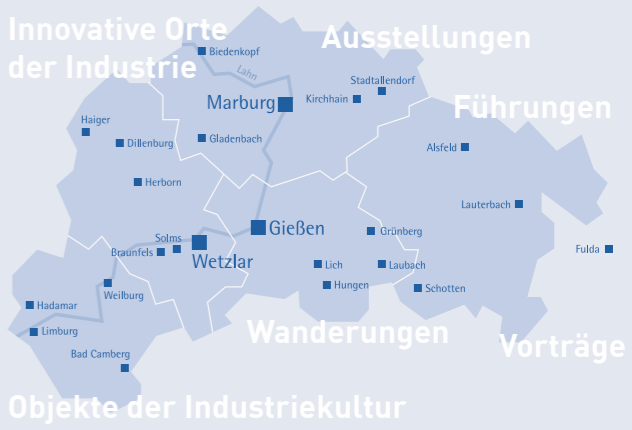 Innovative Orte
der Industrie
Ausstellungen
Biedenkopf
Lahn
Stadtallendorf
Kirchhain
Marburg
Führungen
Haiger
Dillenburg
Gladenbach
Alsfeld
Herborn
Lauterbach
Gießen
Grünberg
Solms
Braunfels
Wetzlar
Fulda
Lich
Laubach
Hungen
Schotten
Weilburg
Hadamar
Limburg
Wanderungen
Vorträge
Bad Camberg
Objekte der Industriekultur